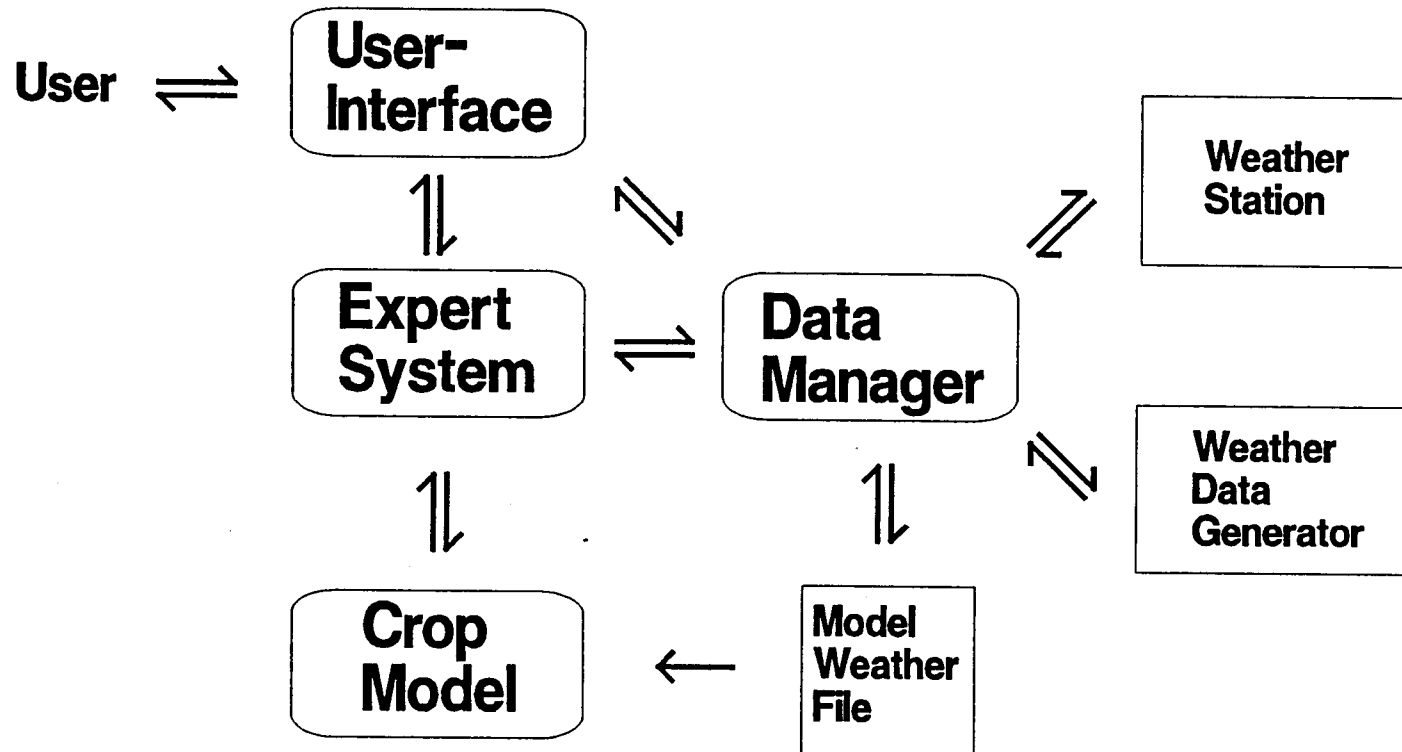 User
User-
Interface
Weather
Station
Expert
System
Data
Manager
Weather
Data
Generator
Crop
Model
Model
Weather
File